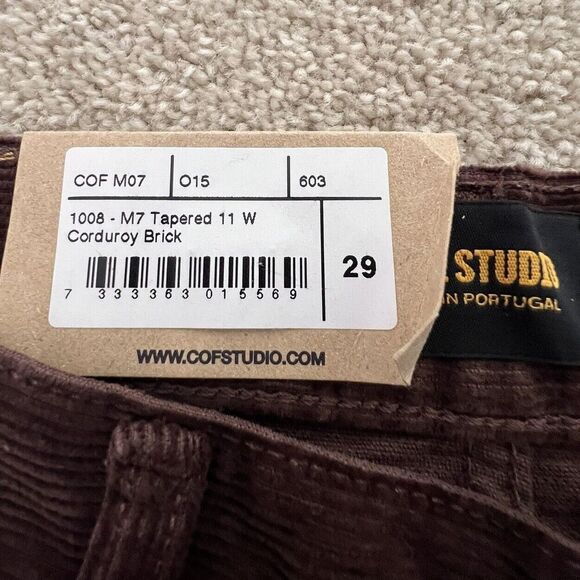 COF M07 O15 603
1008 - M7 Tapered 11 W
Corduroy Brick
29
7 333363 015569
WWW.COFSTUDIO.COM
IN PORTUGAL